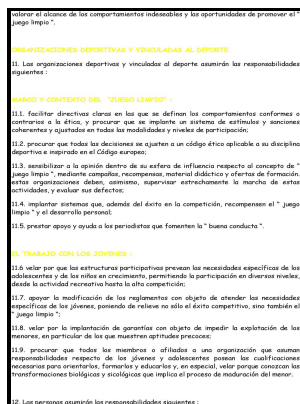 valorar el alcance de los comportamientos indeseables y las oportunidades de promover el "
juego limpio ".
ORGANIZACIONES DEPORTIVAS Y VINCULADAS AL DEPORTE
11. Las organizaciones deportivas y vinculadas al deporte asumirán las responsabilidades
siguientes :
MARCO Y CONTEXTO DEL "JUEGO LIMPIO" :
11.1. facilitar directivas claras en las que se definan los comportamientos conformes o
contrarios a la ética, y procurar que se implante un sistema de estímulos y sanciones
coherentes y ajustados en todas las modalidades y niveles de participación;
11.2. procurar que todas las decisiones se ajusten a un código ético aplicable a su disciplina
deportiva e inspirado en el Código europeo;
11.3. sensibilizar a la opinión dentro de su esfera de influencia respecto al concepto de "
juego limpio ", mediante campañas, recompensas, material didáctico y ofertas de formación.
estas organizaciones deben, asimismo, supervisar estrechamente la marcha de estas
actividades, y evaluar sus defectos;
11.4. implantar sistemas que, además del éxito en la competición, recompensen el " juego
limpio " y el desarrollo personal;
11.5. prestar apoyo y ayuda a los periodistas que fomenten la " buena conducta ".
EL TRABAJO CON LOS JOVENES :
11.6 velar por que las estructuras participativas prevean las necesidades específicas de los
adolescentes y de los niños en crecimiento, permitiendo la participación en diversos niveles,
desde la actividad recreativa hasta la alta competición;
11.7. apoyar la modificación de los reglamentos con objeto de atender las necesidades
específicas de los jóvenes, poniendo de relieve no sólo el éxito competitivo, sino también el
" juego limpio ";
11.8. velar por la implantación de garantías con objeto de impedir la explotación de los
menores, en particular de los que muestren aptitudes precoces;
11.9. procurar que todos los miembros o afiliados a una organización que asuman
responsabilidades respecto de los jóvenes y adolescentes posean las cualificaciones
necesarias para orientarlos, formarlos y educarlos y, en especial, velar porque conozcan las
transformaciones biológicas y sicológicas que implica el proceso de maduración del menor.
12. Las personas asumirán las responsabilidades siguientes :